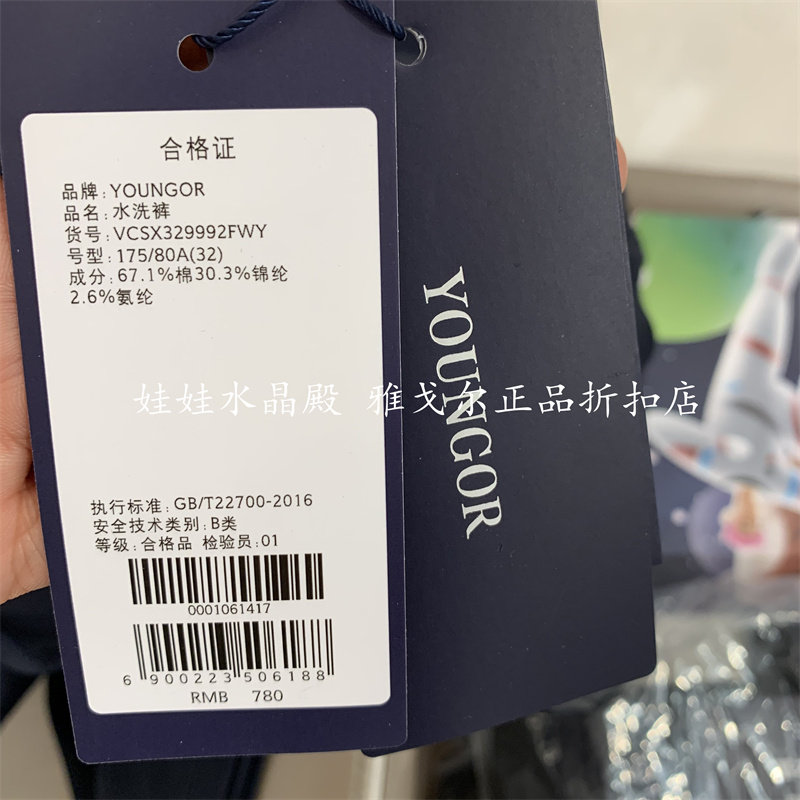 合格证
品牌:YOUNGOR
品名:水洗裤
货号:VCSX329992FWY
号型:175/80A(32)
成分:67.1%棉30.3%锦纶
2.6%氨纶
娃娃水晶殿 雅戈尔正品折扣店
YOUNGOR
执行标准:GB/T22700-2016
安全技术类别:B类
等级:合格品 检验员:01
0001061417
6 900223 506188
RMB 780